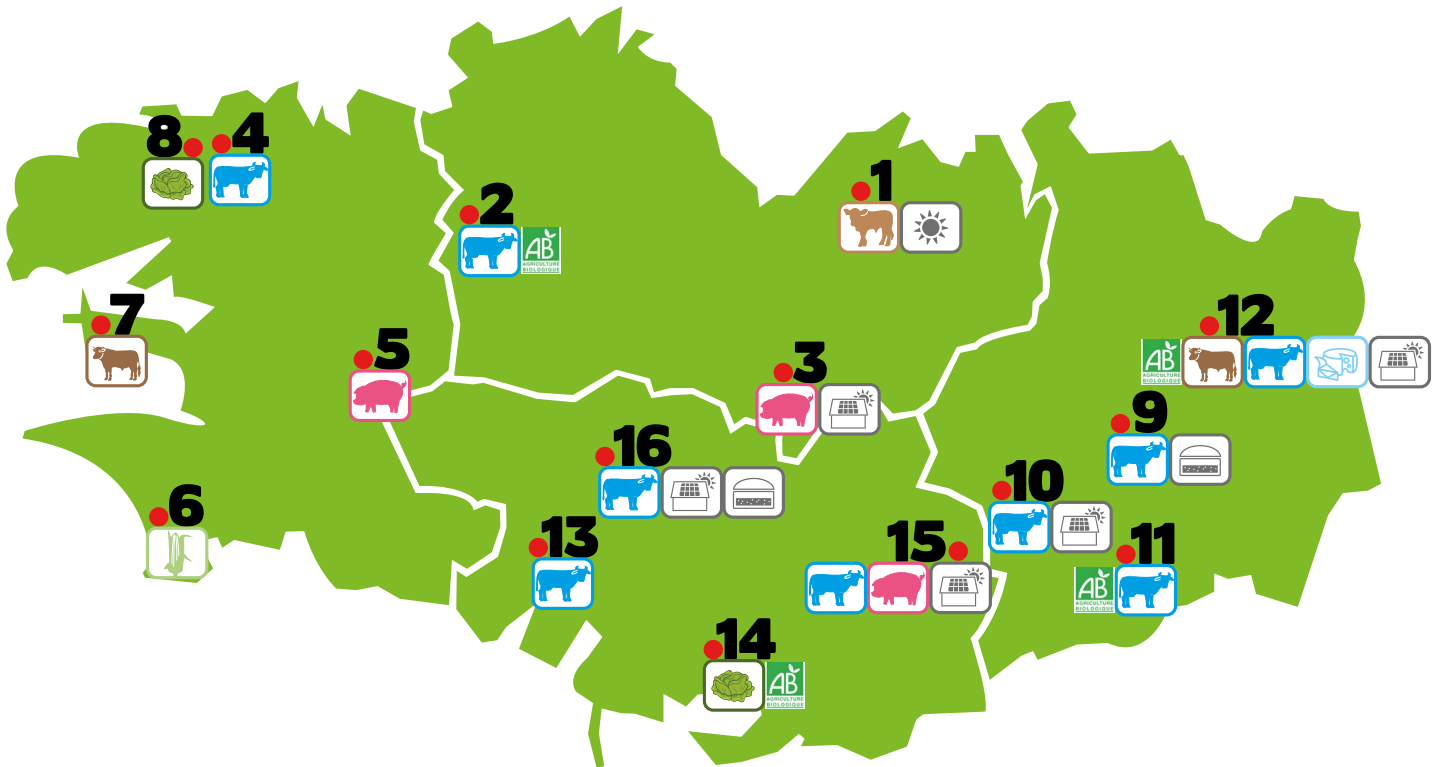 8
4
1
2
AB
AGRICULTURE
BIOLOGIQUE
7
12
5
3
AB
AGRICULTURE
BIOLOGIQUE
9
16
10
6
13
15
11
AB
AGRICULTURE
BIOLOGIQUE
14
AB
AGRICULTURE
BIOLOGIQUE